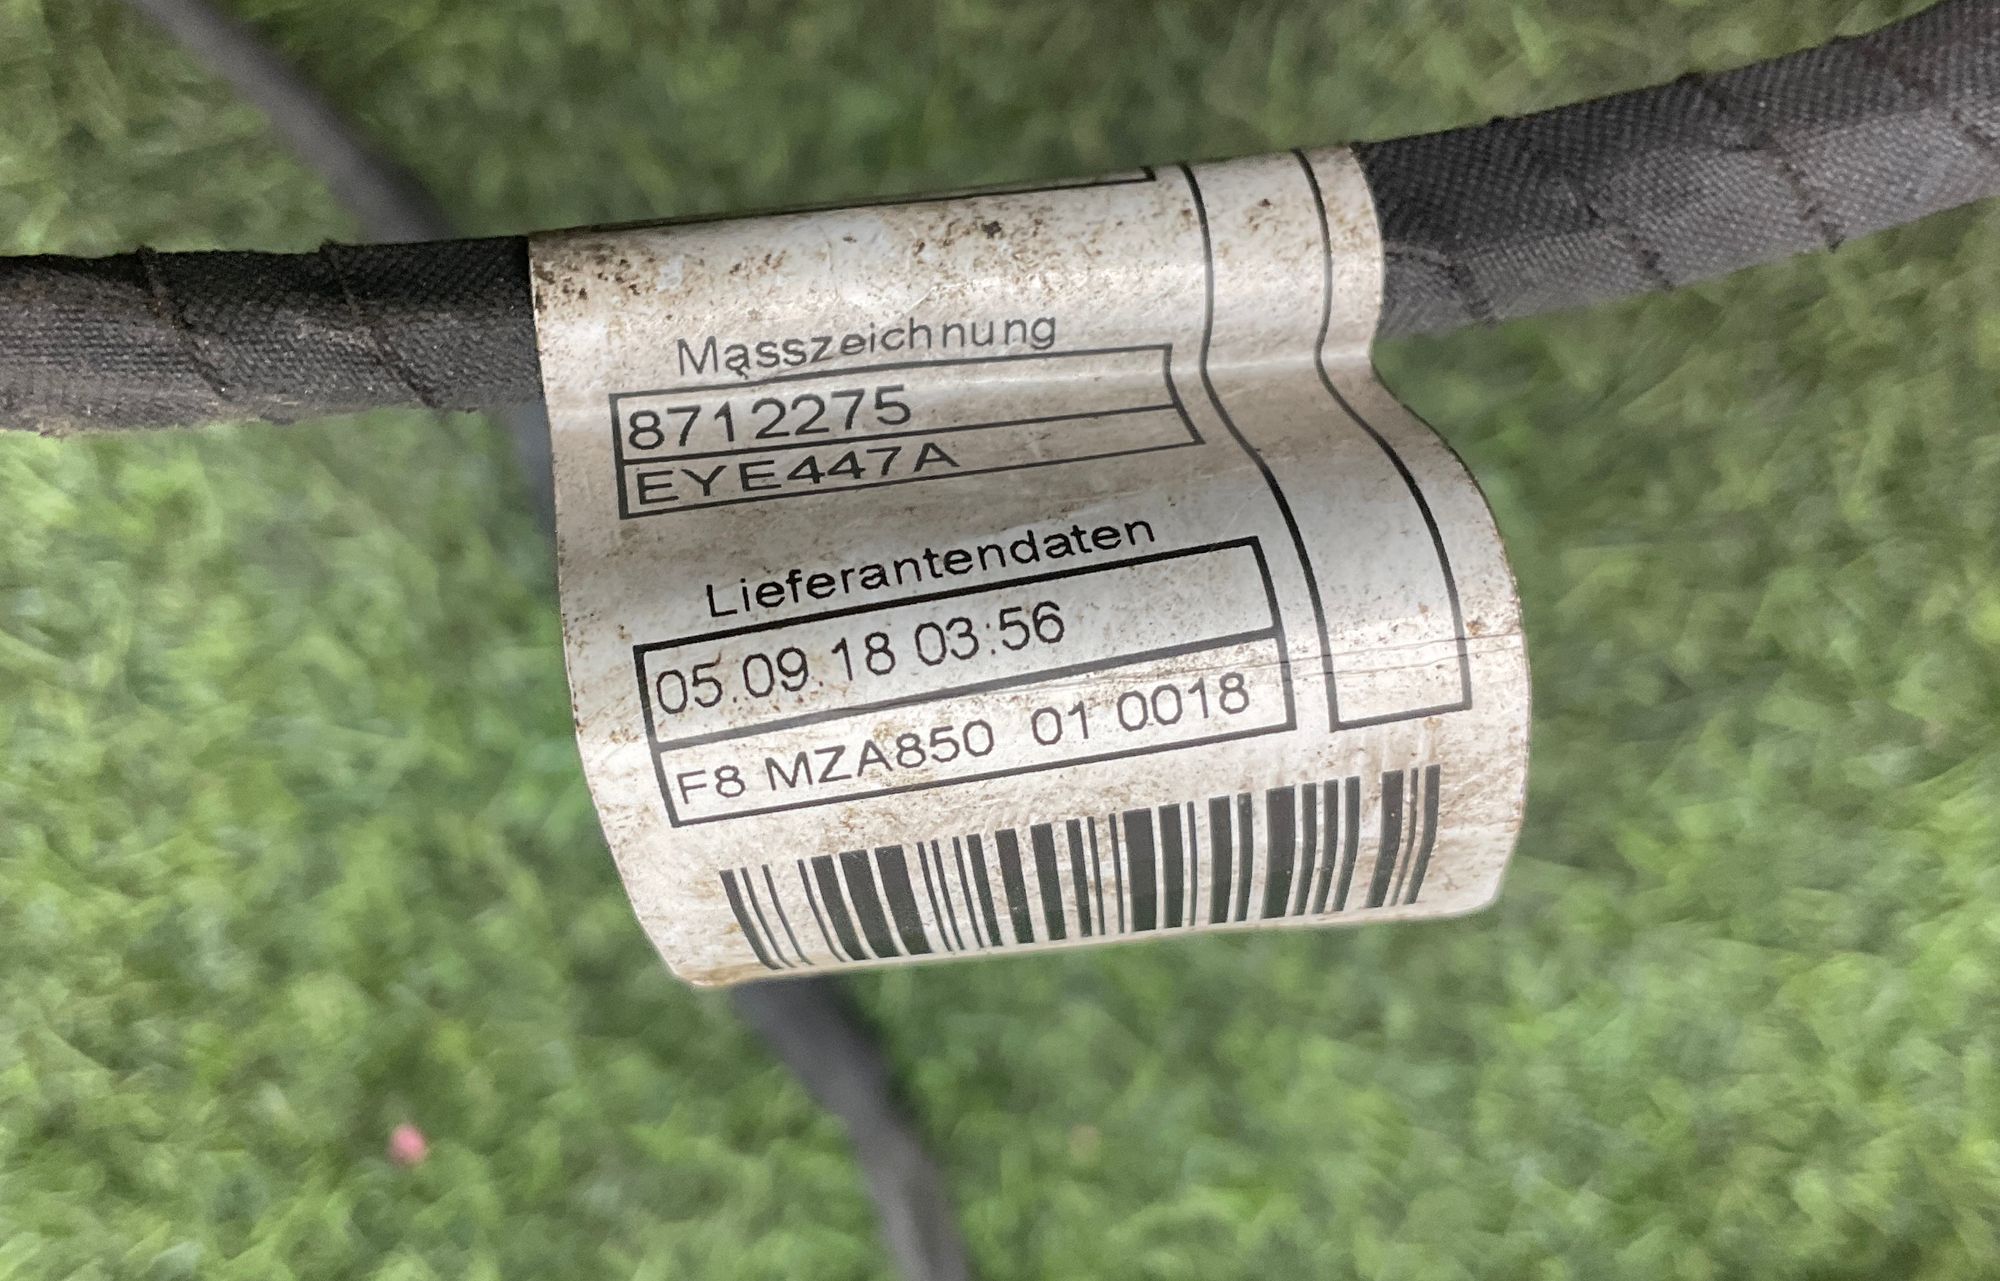 Masszeichnung
8712275
EYE447A
Lieferantendaten
05.09.18 03:56
F8 MZA850 01 0018